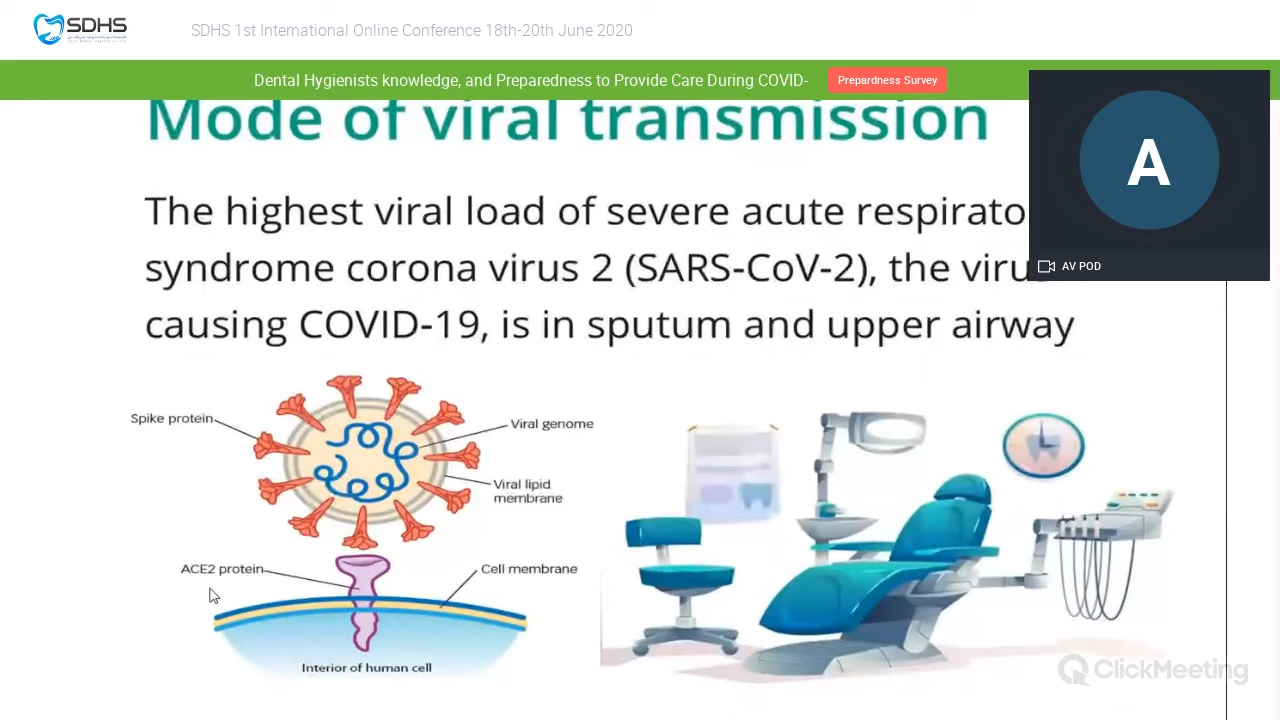 SDHS
SDHS 1st International Online Conference 18th-20th June 2020
Dental Hygienists knowledge, and Preparedness to Provide Care During COVID-
Prepardness Survey
Mode of viral transmission
A
AV POD
The highest viral load of severe acute respirato
syndrome corona virus 2 (SARS-CoV-2), the viru
causing COVID-19, is in sputum and upper airway
Spike protein
Viral genome
Viral lipid
membrane
ACE2 protein
Cell membrane
Interior of human cell
ClickMeeting